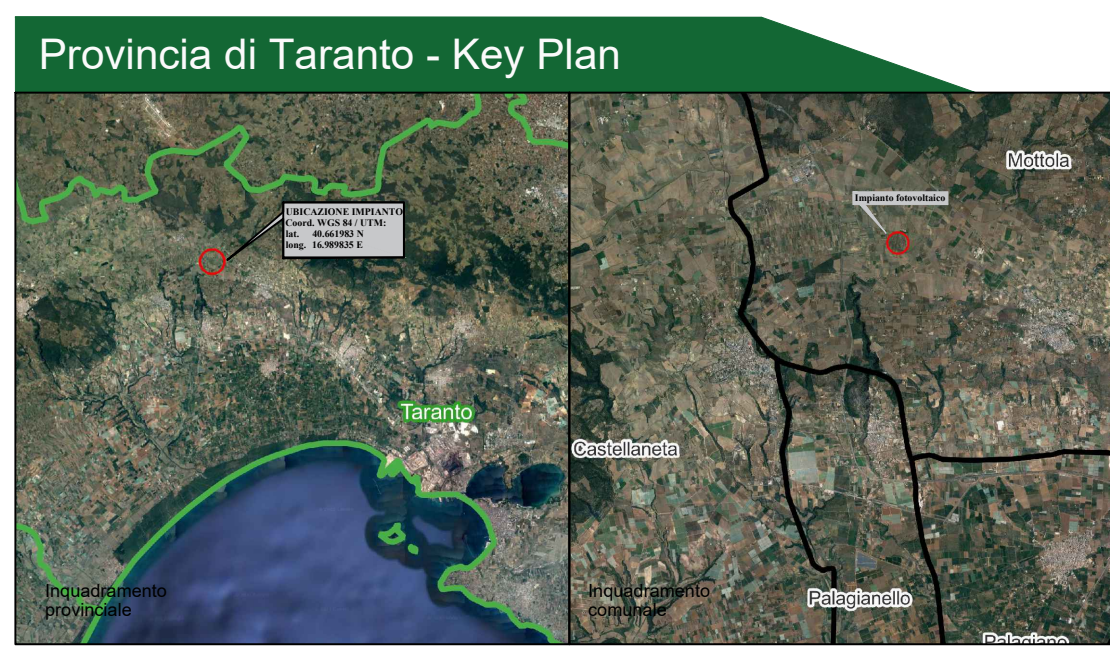 Provincia di Taranto - Key Plan
UBICAZIONE IMPIANTO
Coord. WGS 84 / UTM:
lat. 40.661983 N
long. 16.989835 E
Taranto
Inquadramento
provinciale
Mottola
Impianto fotovoltaico
Castellaneta
Inquadramento
comunale
Palagianello
Palagiano